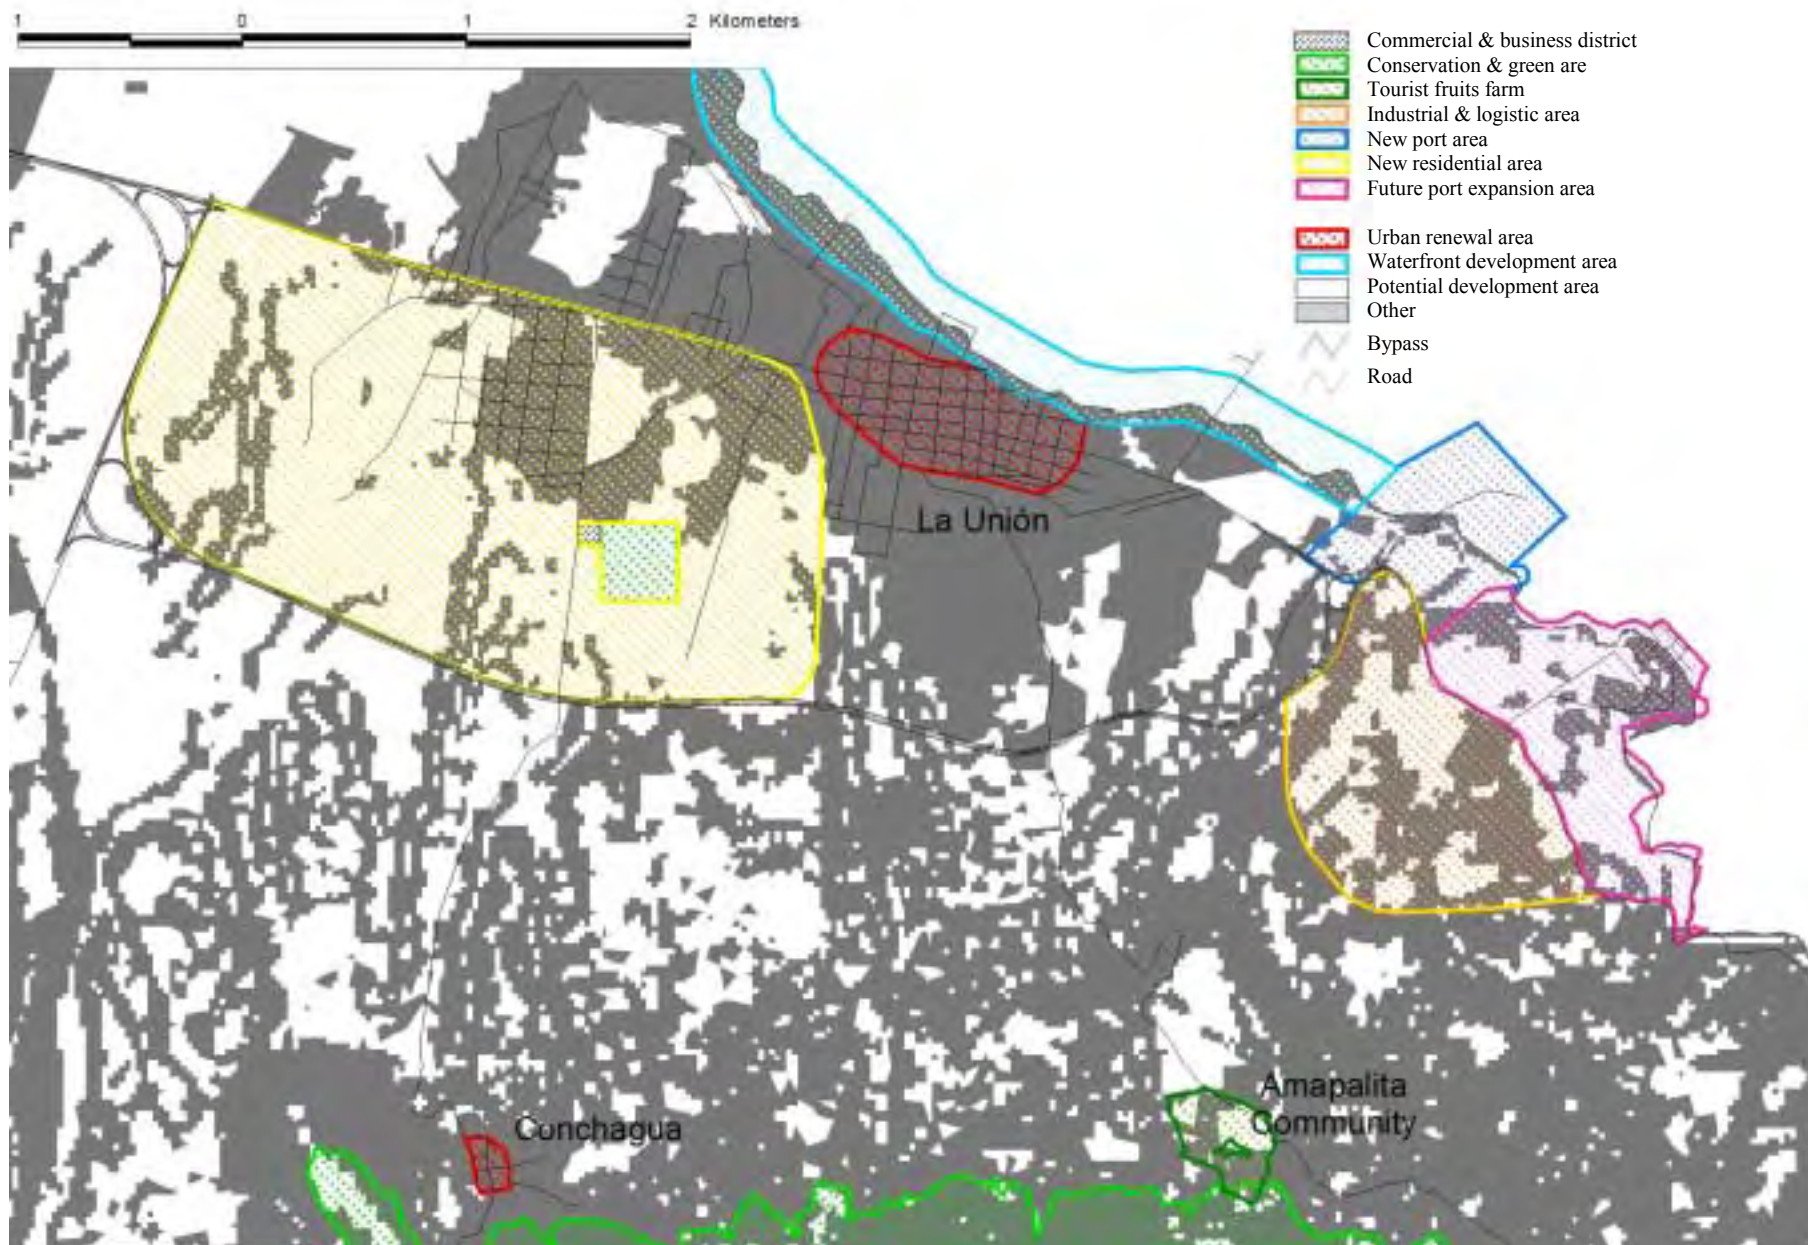 1 0 1 2 Kilometers
Commercial & business district
Conservation & green are
Tourist fruits farm
Industrial & logistic area
New port area
New residential area
Future port expansion area
Urban renewal area
Waterfront development area
Potential development area
Other
Bypass
Road
La Unión
Amapalita
Community
Conchagua